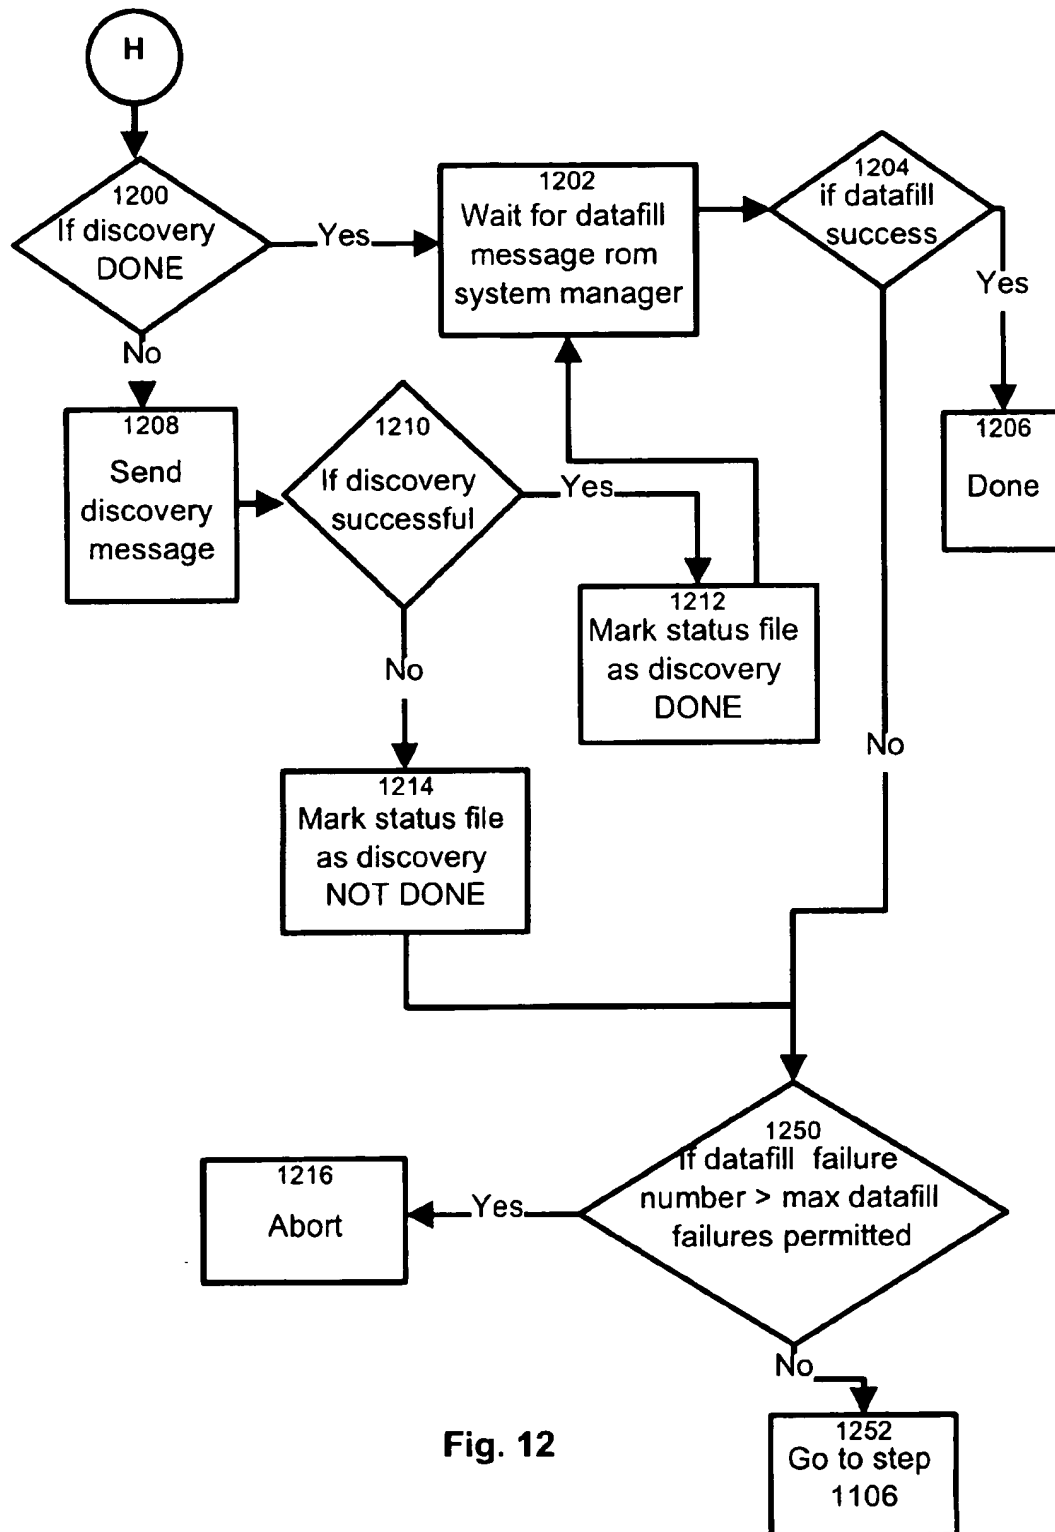 H
1200
If discovery
DONE
Yes
No
1202
Wait for datafill
message rom
system manager
1204
if datafill
success
Yes
1206
Done
No
1208
Send
discovery
message
1210
If discovery
successful
Yes
No
1212
Mark status file
as discovery
DONE
1214
Mark status file
as discovery
NOT DONE
1250
If datafill failure
number > max datafill
failures permitted
Yes
1216
Abort
No
1252
Go to step
1106
Fig. 12